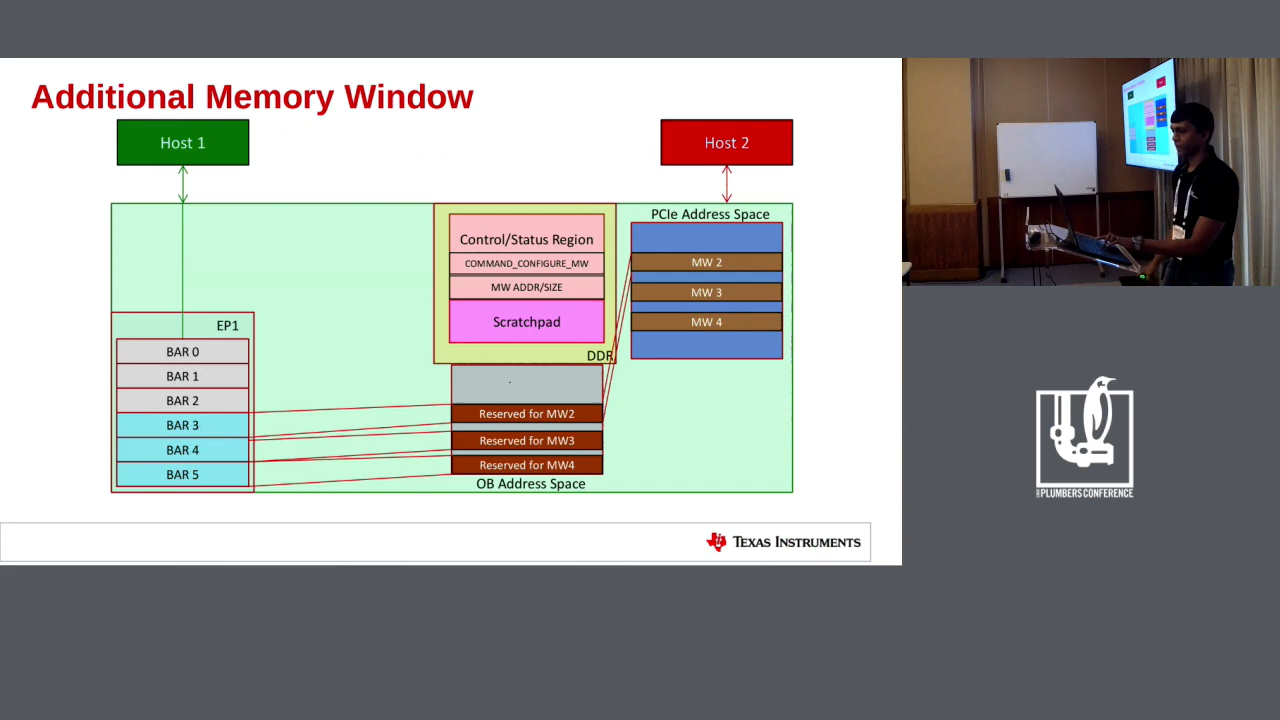 Additional Memory Window
Host 1
Host 2
PCIe Address Space
Control/Status Region
COMMAND_CONFIGURE_MW
MW ADDR/SIZE
Scratchpad
DDR
MW 2
MW 3
MW 4
EP1
BAR 0
BAR 1
BAR 2
BAR 3
BAR 4
BAR 5
Reserved for MW2
Reserved for MW3
Reserved for MW4
OB Address Space
TEXAS INSTRUMENTS
PLUMBERS CONFERENCE